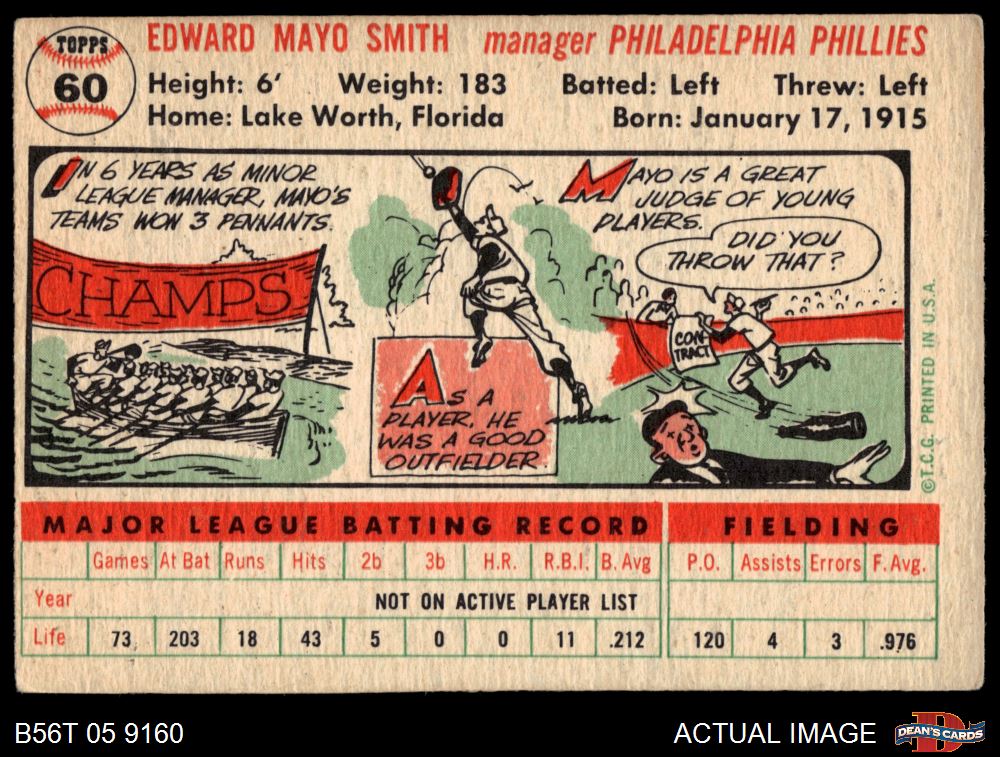 TOPPS
60
EDWARD MAYO SMITH manager PHILADELPHIA PHILLIES
Height: 6' Weight: 183 Batted: Left Threw: Left
Home: Lake Worth, Florida Born: January 17, 1915
IN 6 YEARS AS MINOR
LEAGUE MANAGER, MAYO'S
TEAMS WON 3 PENNANTS.
CHAMPS
AS A
PLAYER, HE
WAS A GOOD
OUTFIELDER
MAYO IS A GREAT
JUDGE OF YOUNG
PLAYERS.
DID YOU
THROW THAT?
CON-
TRACT
©T.C.G. PRINTED IN U.S.A.
MAJOR LEAGUE BATTING RECORD FIELDING
Games At Bat Runs Hits 2b 3b H.R. R.B.I. B. Avg P.O. Assists Errors F. Avg.
Year NOT ON ACTIVE PLAYER LIST
Life 73 203 18 43 5 0 0 11 .212 120 4 3 .976
B56T 05 9160 ACTUAL IMAGE D DEAN'S CARDS